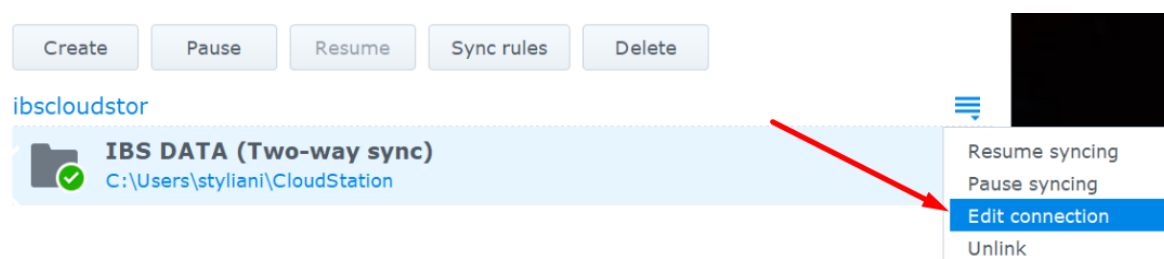 Create Pause Resume Sync rules Delete
ibscloudstor
IBS DATA (Two-way sync)
C:\Users\styliani\CloudStation
Resume syncing
Pause syncing
Edit connection
Unlink